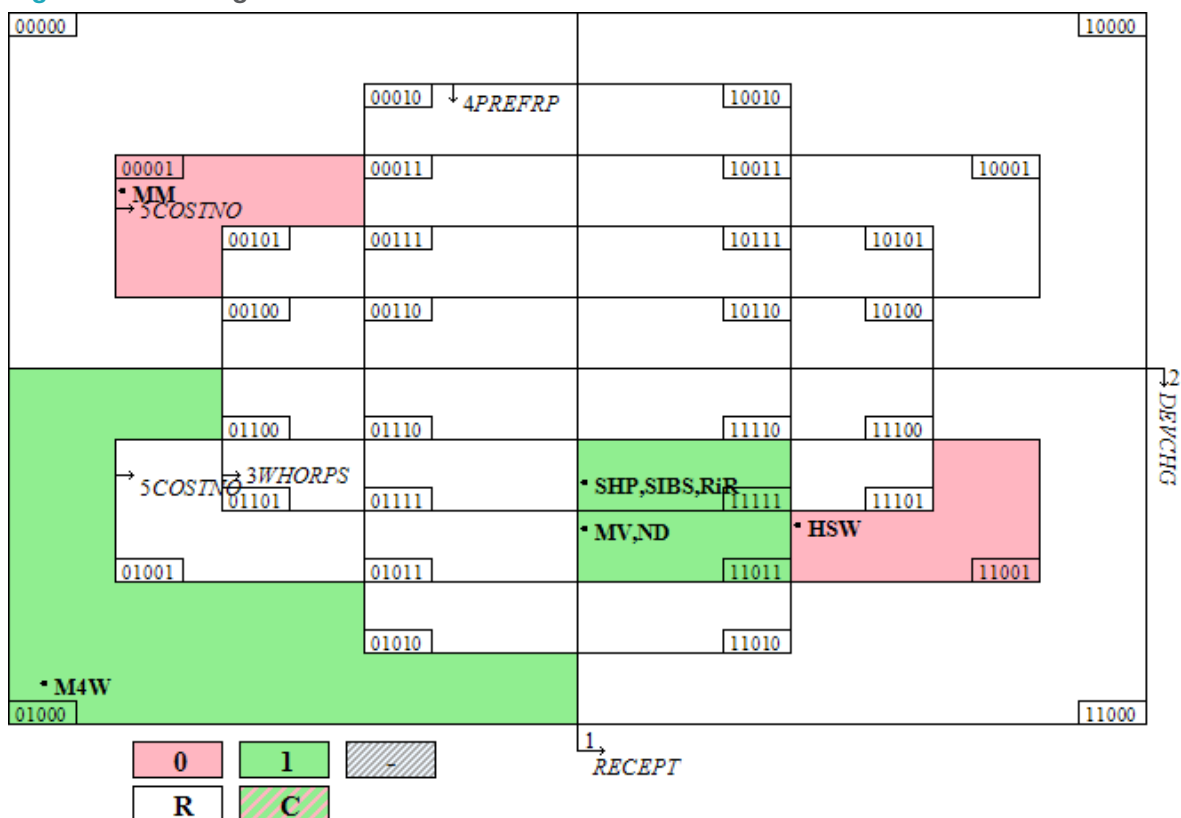 00000 10000
00010 4PREFRP 10010
00001 00011 10011 10001
MM
5COSTNO
00101 00111 10111 10101
00100 00110 10110 10100
2
DEVCHG
01100 01110 11110 11100
5COSTNO 3WHORPS SHP,SIBS,RiR
01101 01111 11111 11101
MV,ND HSW
01001 01011 11011 11001
01010 11010
M4W
01000 11000
1
RECEPT
0 1 -
R C